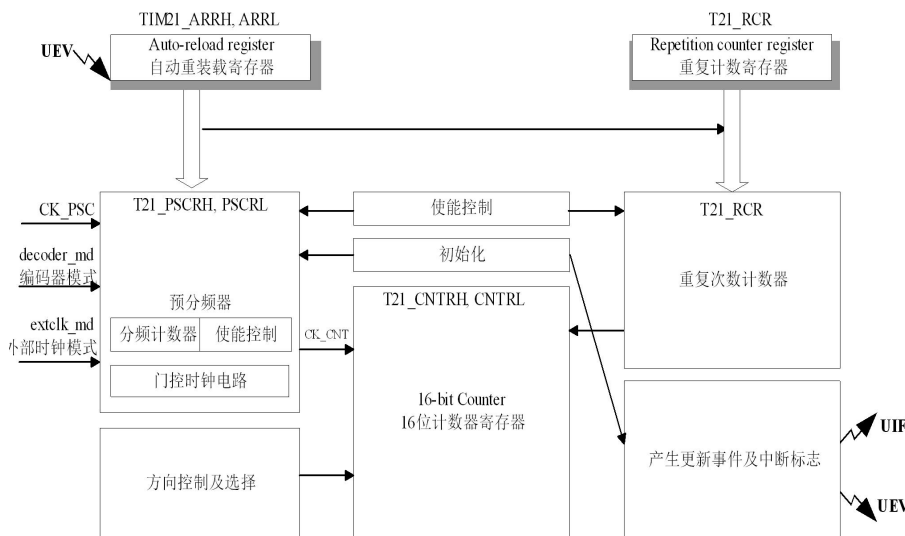 TIM21_ARRH, ARRL
T21_RCR
UEV
Auto-reload register
自动重装载寄存器
Repetition counter register
重复计数寄存器
CK_PSC
decoder_md
编码器模式
extclk_md
外部时钟模式
T21_PSCRH, PSCRL
预分频器
分频计数器
使能控制
门控时钟电路
CK_CNT
使能控制
初始化
T21_CNTRH, CNTRL
16-bit Counter
16位计数器寄存器
T21_RCR
重复次数计数器
方向控制及选择
产生更新事件及中断标志
UIF
UEV